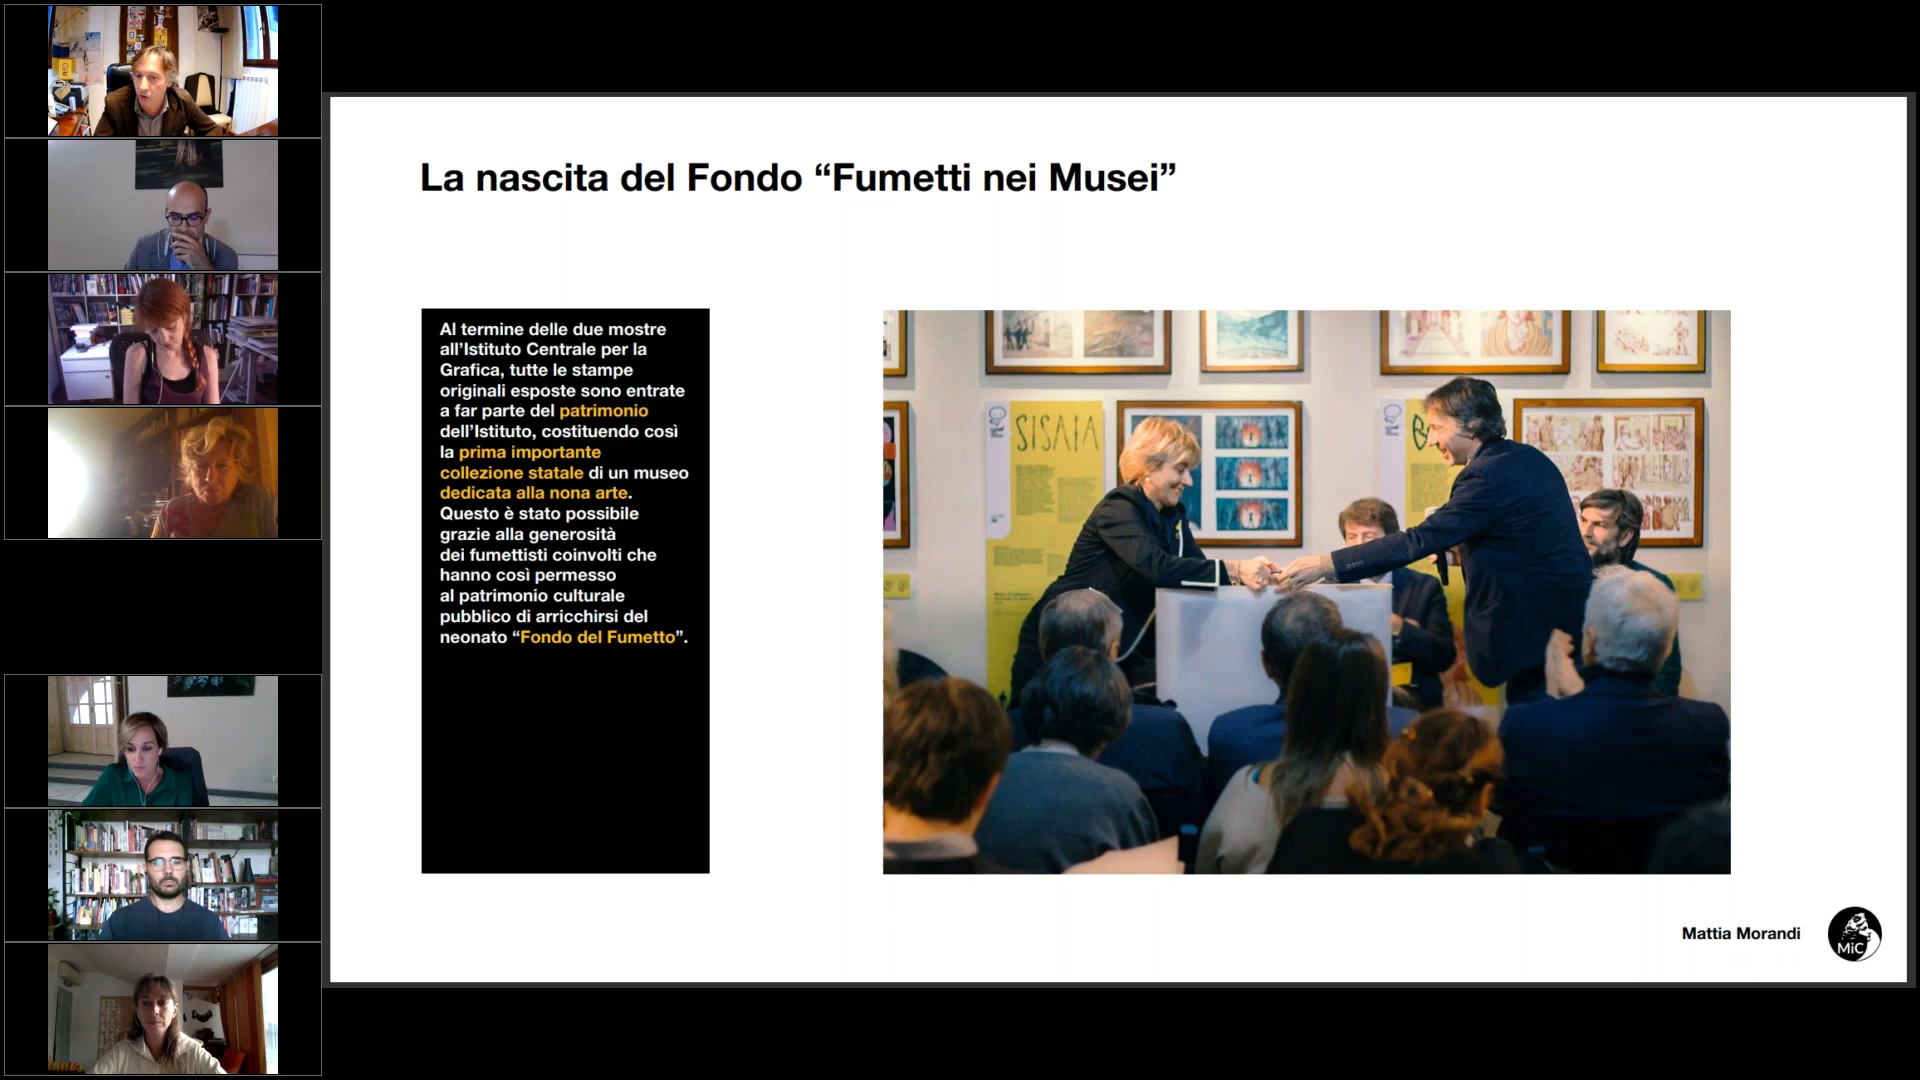 La nascita del Fondo “Fumetti nei Musei”
Al termine delle due mostre
all’Istituto Centrale per la
Grafica, tutte le stampe
originali esposte sono entrate
a far parte del patrimonio
dell’Istituto, costituendo così
la prima importante
collezione statale di un museo
dedicata alla nona arte.
Questo è stato possibile
grazie alla generosità
dei fumettisti coinvolti che
hanno così permesso
al patrimonio culturale
pubblico di arricchirsi del
neonato “Fondo del Fumetto”.
SISAIA
Mattia Morandi
MiC